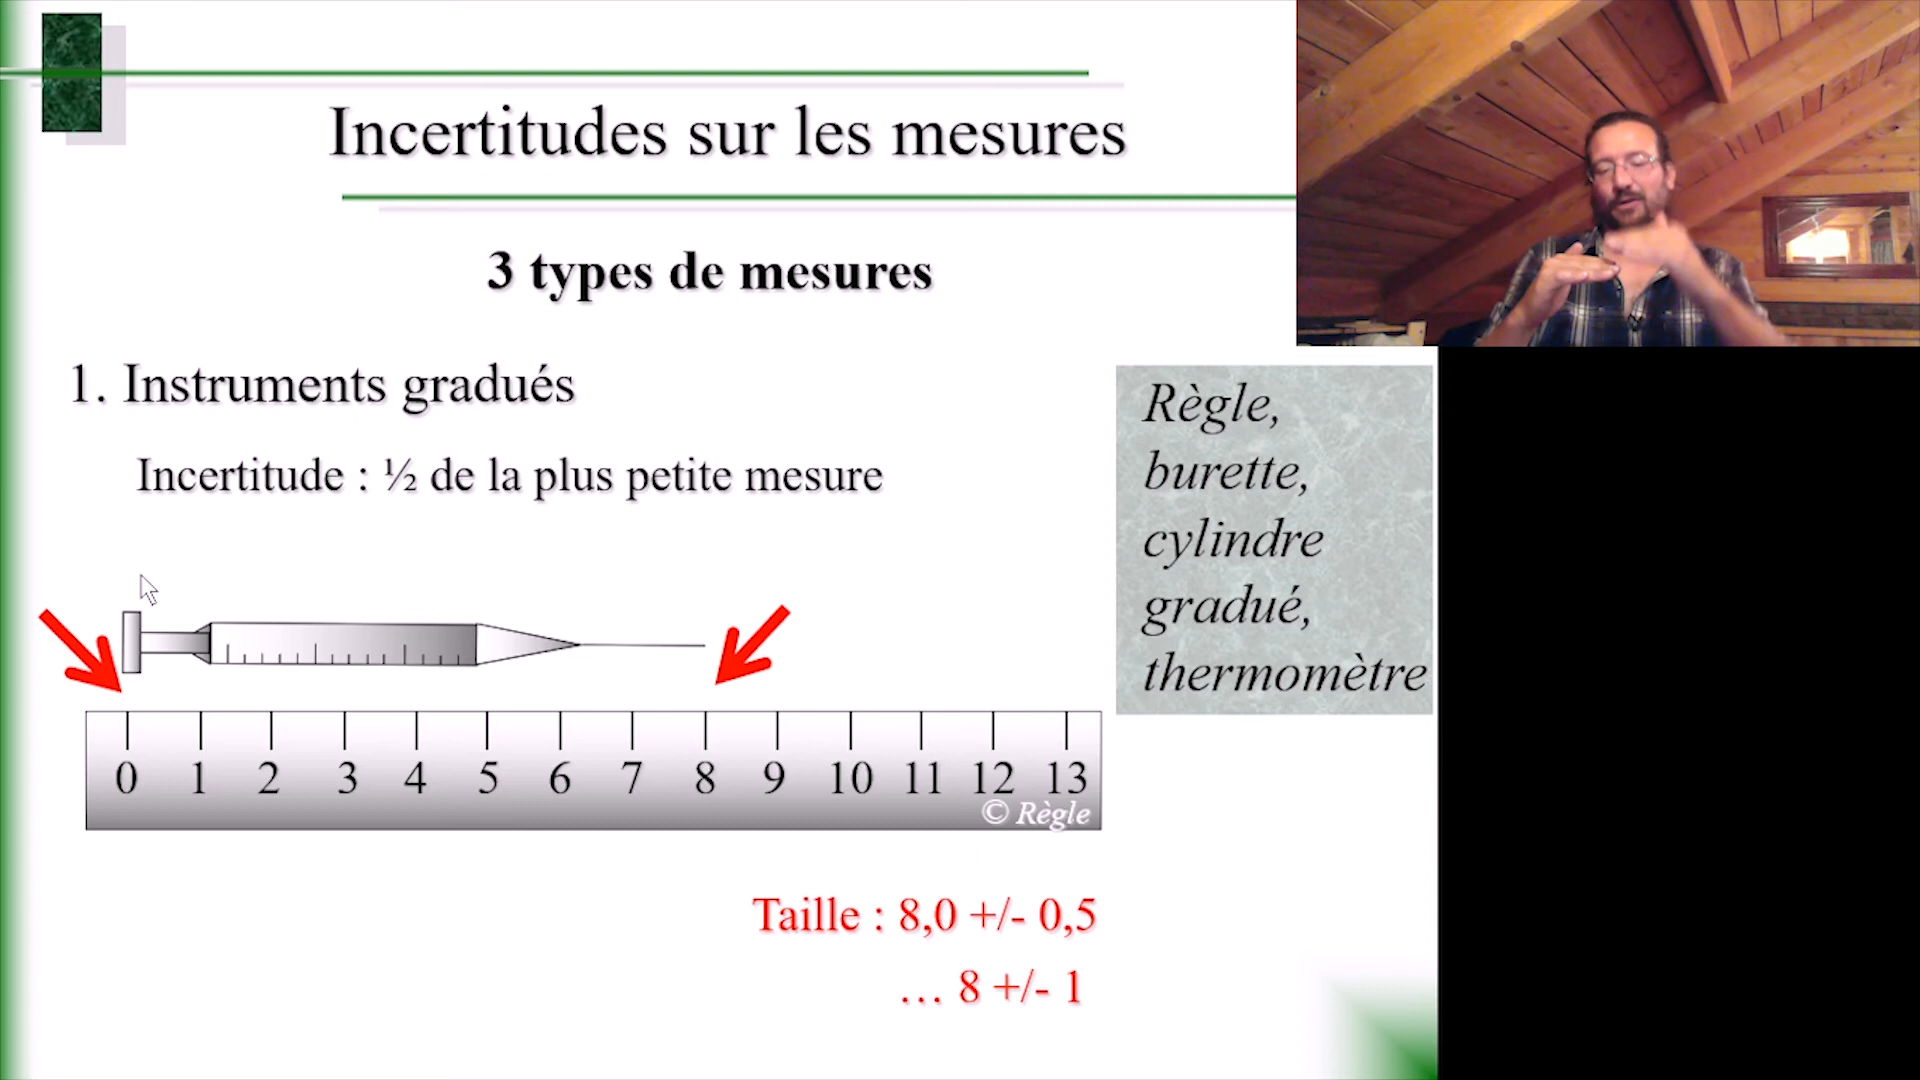 Incertitudes sur les mesures
3 types de mesures
1. Instruments gradués
Incertitude : ½ de la plus petite mesure
Règle,
burette,
cylindre
gradué,
thermomètre
0 1 2 3 4 5 6 7 8 9 10 11 12 13
© Règle
Taille : 8,0 +/- 0,5
… 8 +/- 1